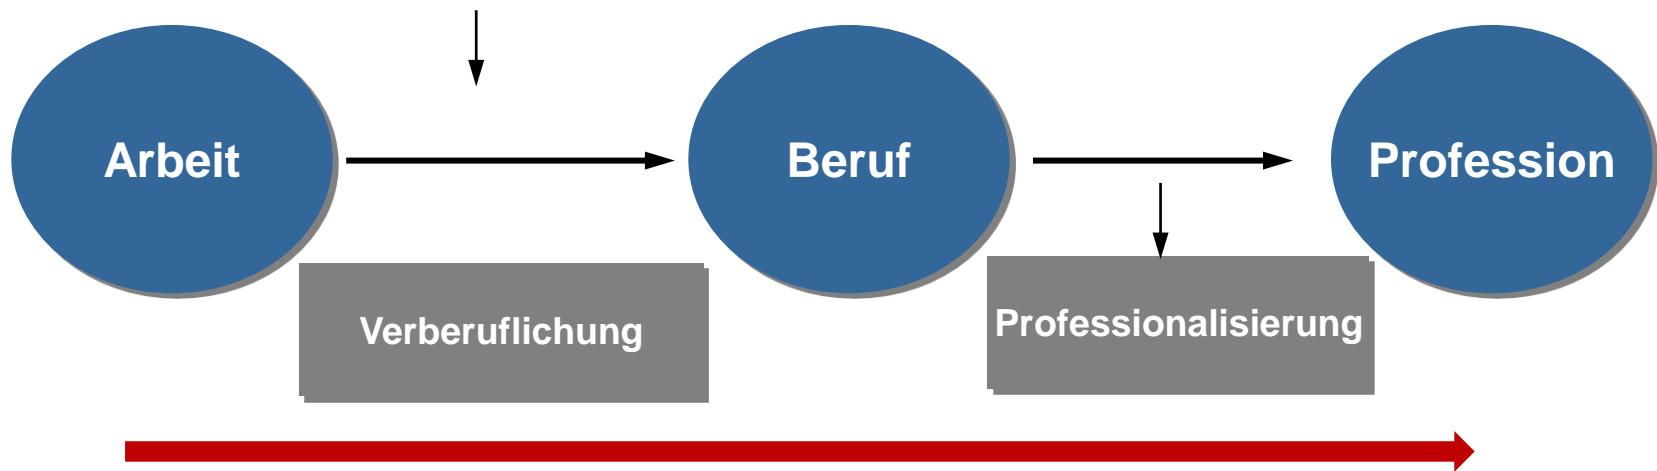 Arbeit
Beruf
Profession
Verberuflichung
Professionalisierung